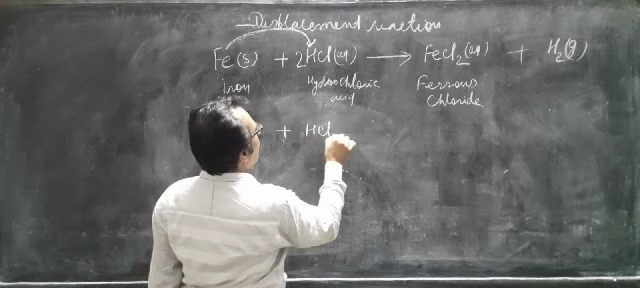 Displacement reaction
Fe(s) + 2HCl(aq) → FeCl₂(aq) + H₂(g)
iron Hydrochloric Ferrous
acid Chloride
+ HCl